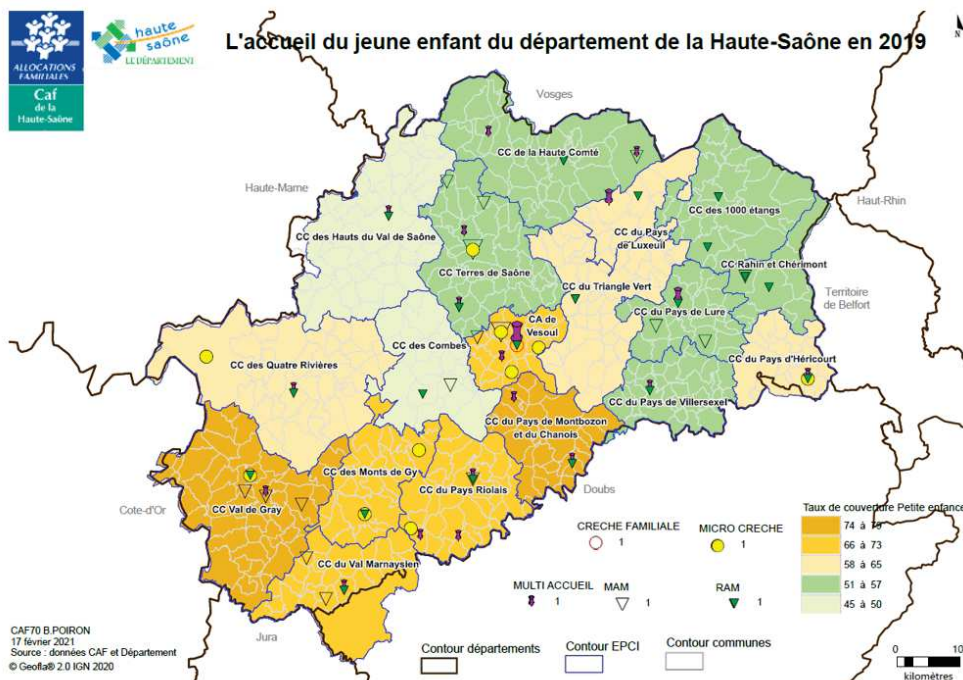 L'accueil du jeune enfant du département de la Haute-Saône en 2019
N
ALLOCATIONS
FAMILIALES
Caf
de la
Haute-Saône
haute
saône
LE DÉPARTEMENT
Vosges
Haute-Marne
Haut-Rhin
Territoire
de Belfort
Cote-d'Or
Doubs
Jura
CC de la Haute Comté
CC des 1000 étangs
CC des Hauts du Val de Saône
CC du Pays
de Luxeuil
CC Rahin et Chérimont
CC Terres de Saône
CC du Triangle Vert
CC du Pays de Lure
CA de
Vesoul
CC des Combes
CC des Quatre Rivières
CC du Pays d'Héricourt
CC du Pays de Villersexel
CC du Pays de Montbozon
et du Chanois
CC des Monts de Gy
CC du Pays Riolais
CC Val de Gray
CC du Val Marnaysien
CRECHE FAMILIALE
1
MICRO CRECHE
1
MULTI ACCUEIL
1
MAM
1
RAM
1
Taux de couverture Petite enfance
74 à 79
66 à 73
58 à 65
51 à 57
45 à 50
CAF70 B.POIRON
17 février 2021
Source : données CAF et Département
© Geofla® 2.0 IGN 2020
Contour départements
Contour EPCI
Contour communes
0
10
kilomètres